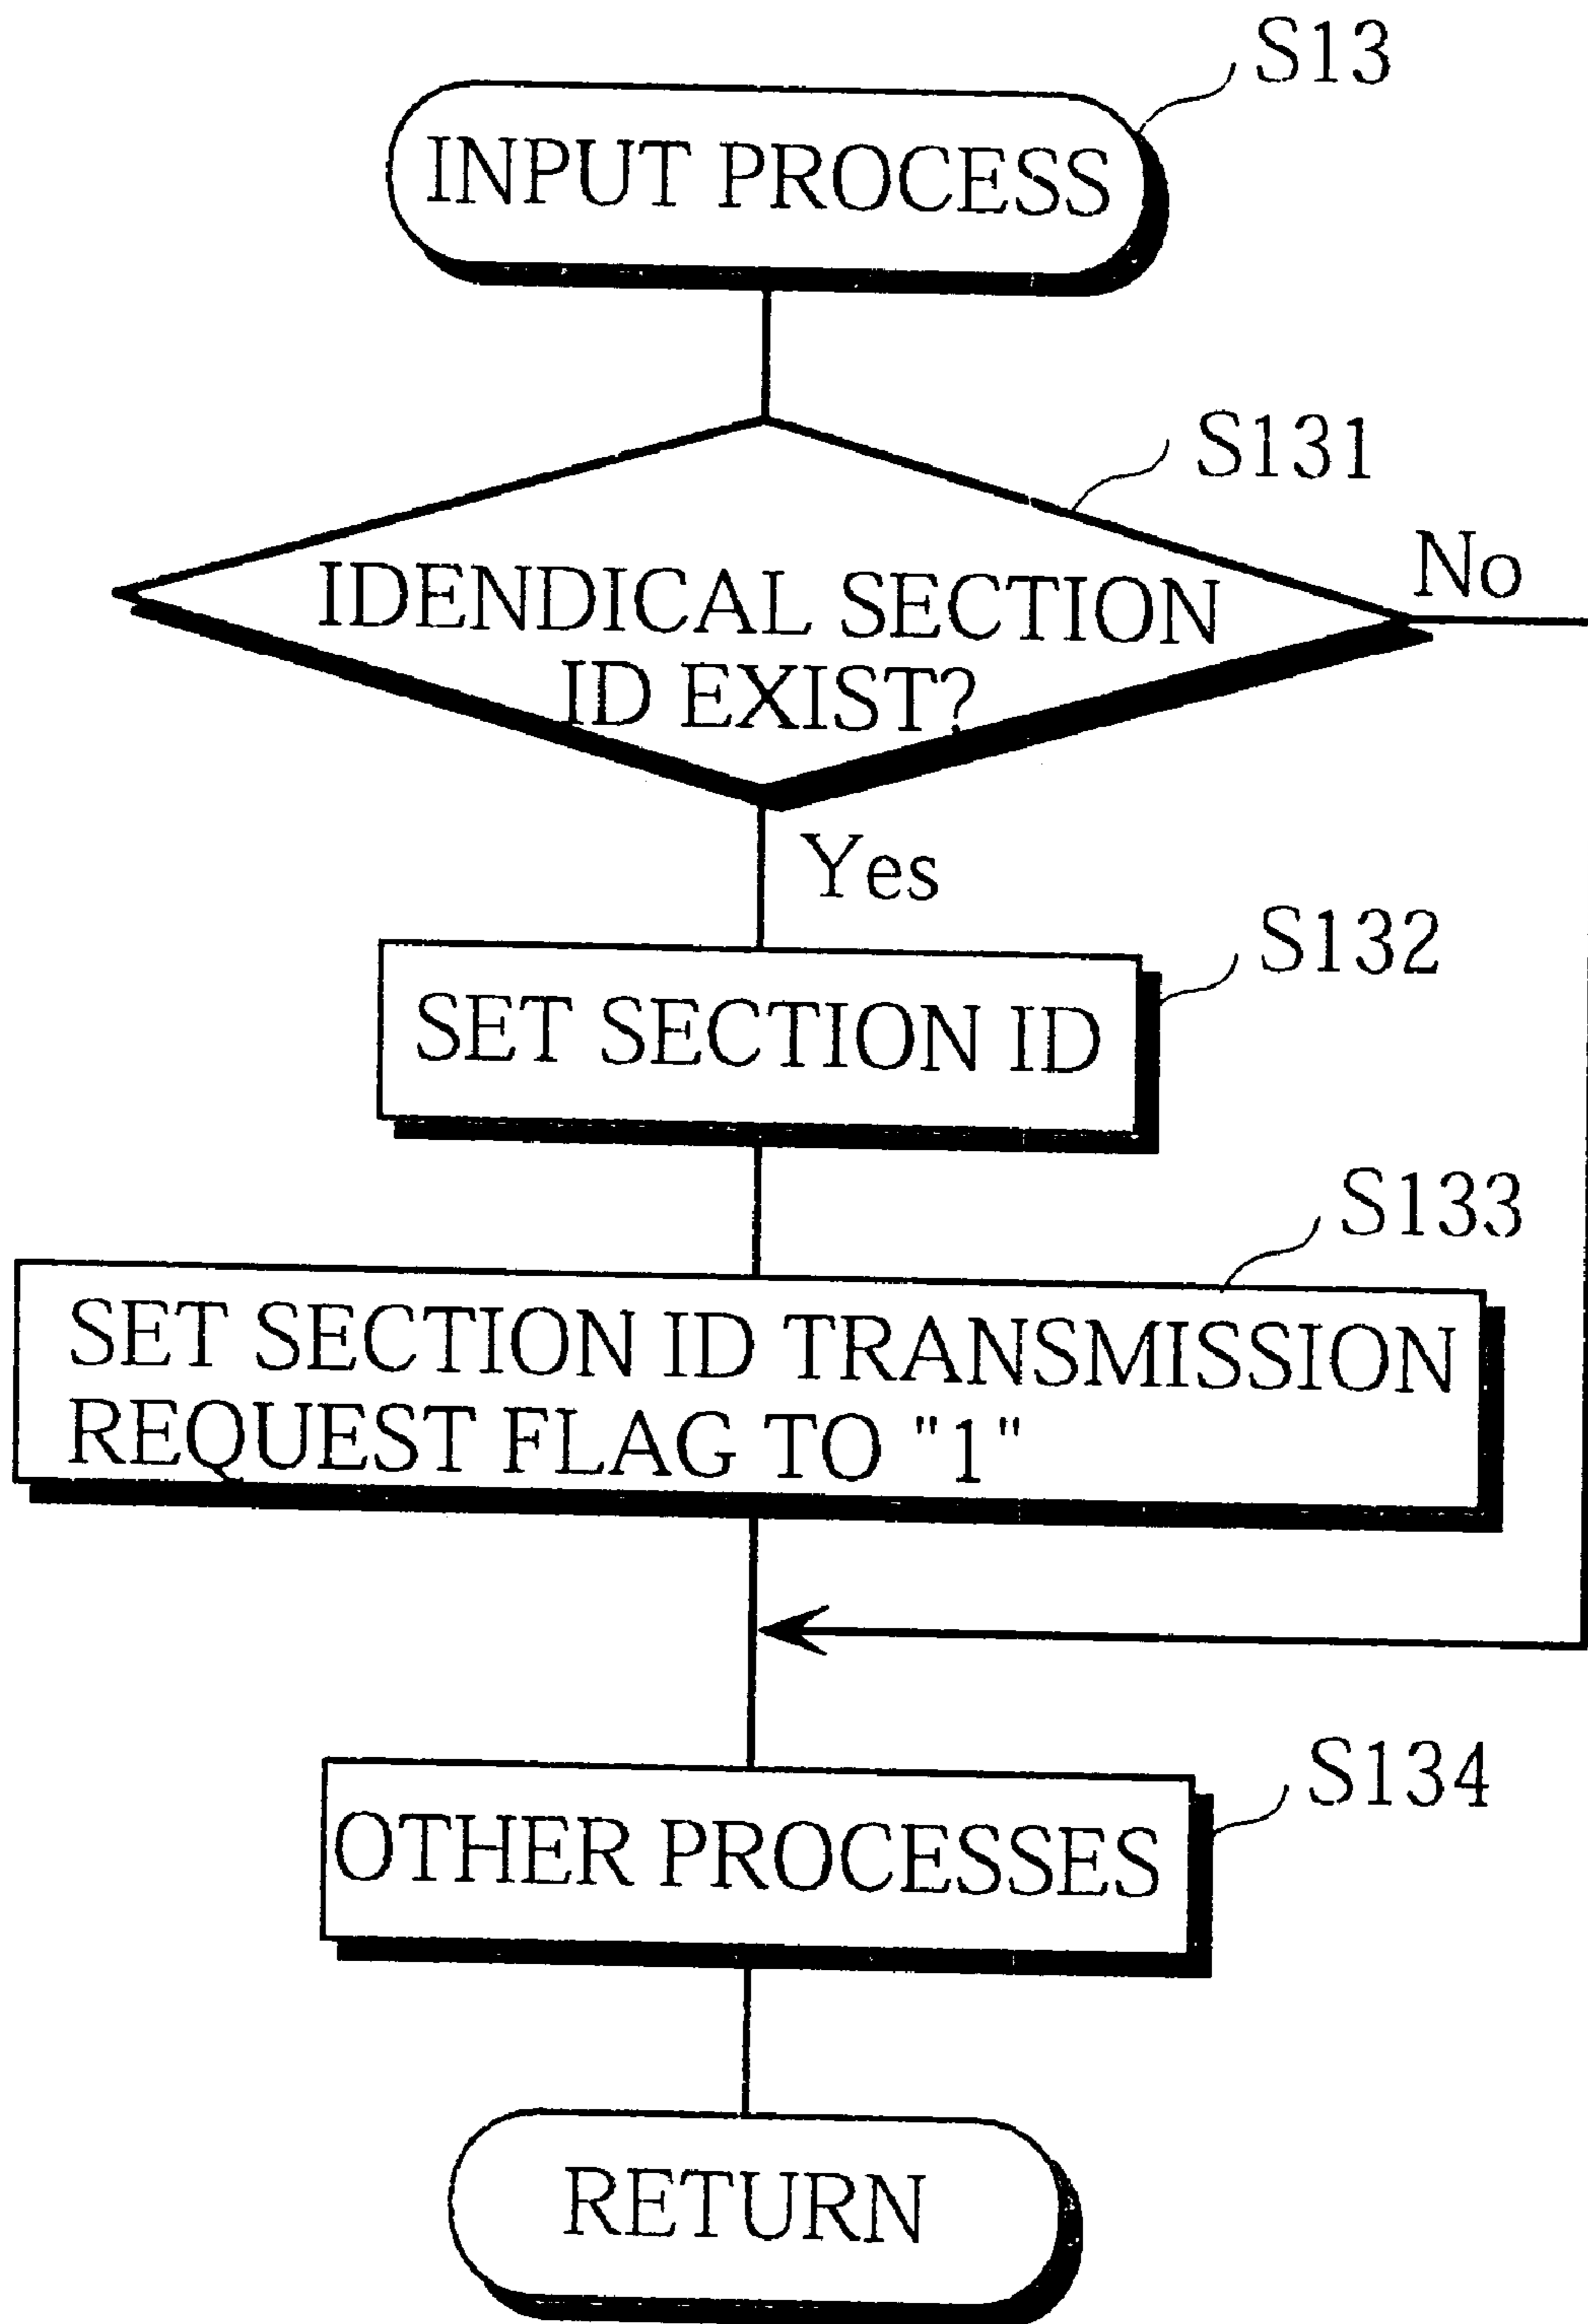 S13
INPUT PROCESS
S131
No
IDENDICAL SECTION
ID EXIST?
Yes
S132
SET SECTION ID
S133
SET SECTION ID TRANSMISSION
REQUEST FLAG TO "1"
S134
OTHER PROCESSES
RETURN